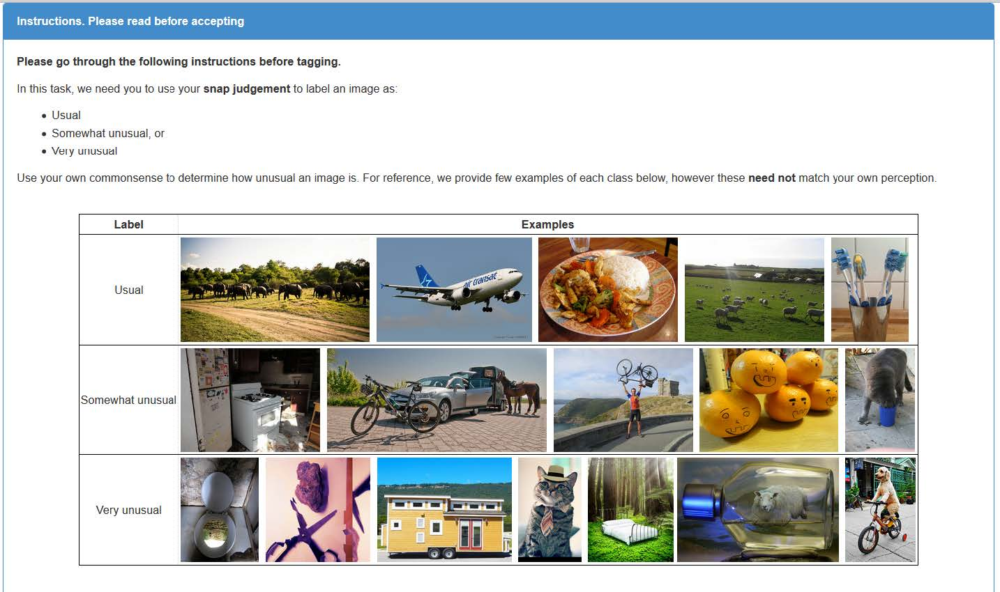 Instructions. Please read before accepting
Please go through the following instructions before tagging.
In this task, we need you to use your snap judgement to label an image as:
• Usual
• Somewhat unusual, or
• Very unusual
Use your own commonsense to determine how unusual an image is. For reference, we provide few examples of each class below, however these need not match your own perception.
Label Examples
Usual
air transat
Somewhat unusual
Very unusual